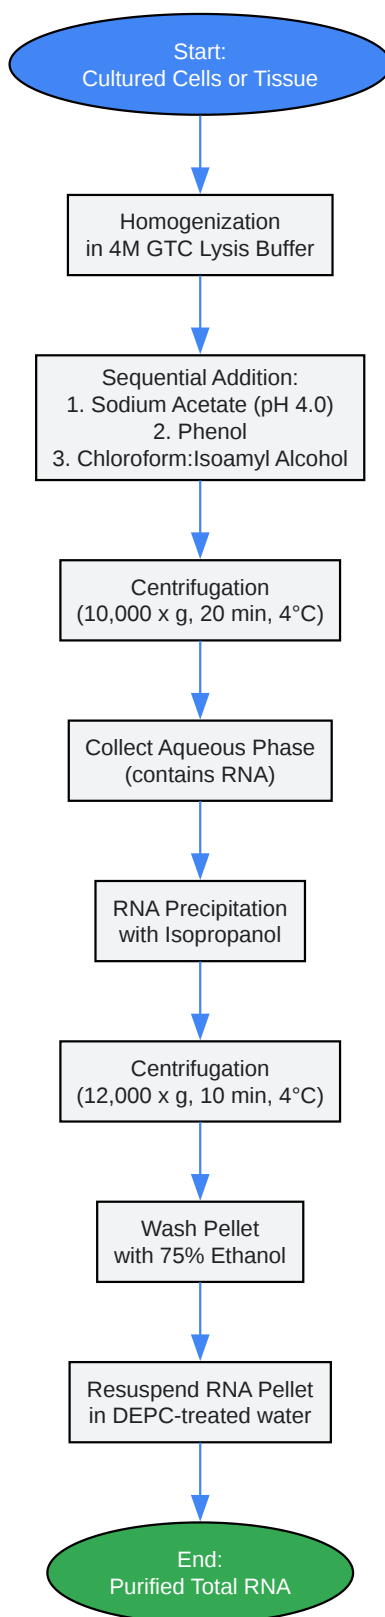 Start:
Cultured Cells or Tissue
Homogenization
in 4M GTC Lysis Buffer
Sequential Addition:
1. Sodium Acetate (pH 4.0)
2. Phenol
3. Chloroform:Isoamyl Alcohol
Centrifugation
(10,000 x g, 20 min, 4°C)
Collect Aqueous Phase
(contains RNA)
RNA Precipitation
with Isopropanol
Centrifugation
(12,000 x g, 10 min, 4°C)
Wash Pellet
with 75% Ethanol
Resuspend RNA Pellet
in DEPC-treated water
End:
Purified Total RNA